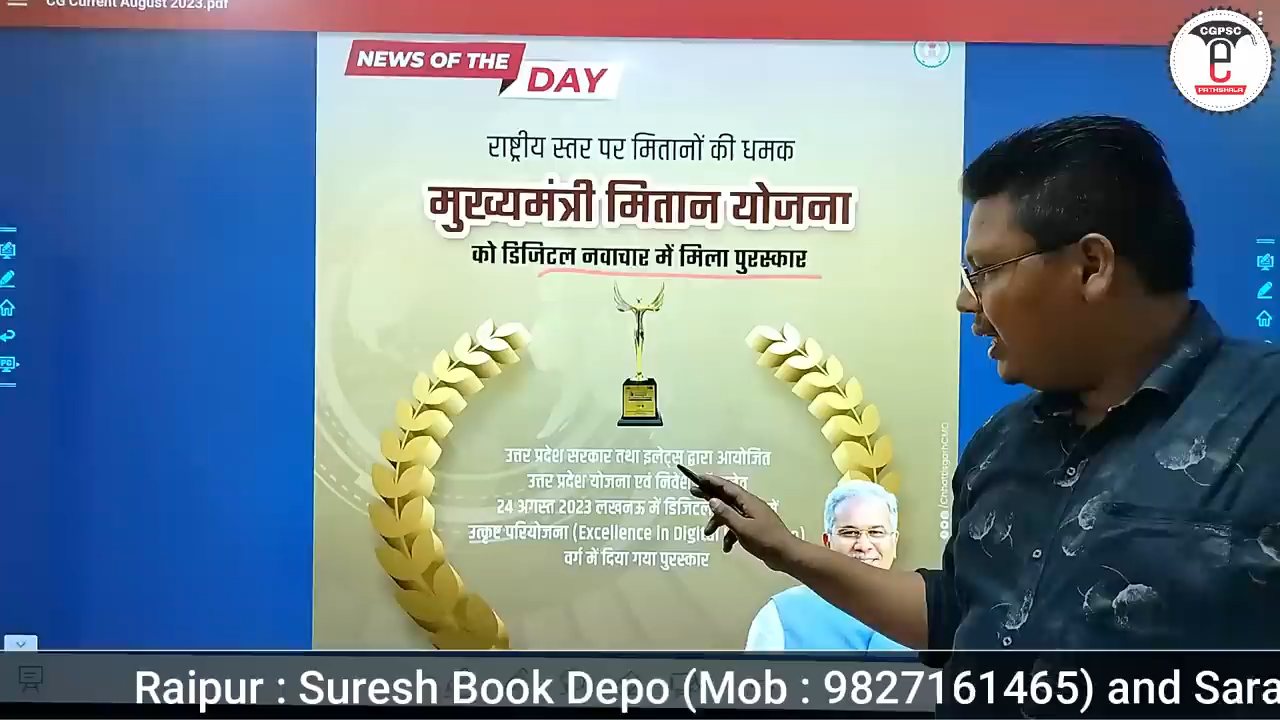 CG Current August 2023.pdf
CGPSC
e
PATHSHALA
NEWS OF THE
DAY
राष्ट्रीय स्तर पर मितानों की धमक
मुख्यमंत्री मितान योजना
को डिजिटल नवाचार में मिला पुरस्कार
उत्तर प्रदेश सरकार तथा इलेट्स द्वारा आयोजित
उत्तर प्रदेश योजना एवं
24 अगस्त 2023 लखनऊ में डिजिटल में
उत्कृष्ट परियोजना (Excellence in Digital
वर्ग में दिया गया पुरस्कार
/ChhattisgarhCMO
Raipur : Suresh Book Depo (Mob : 9827161465) and Sara